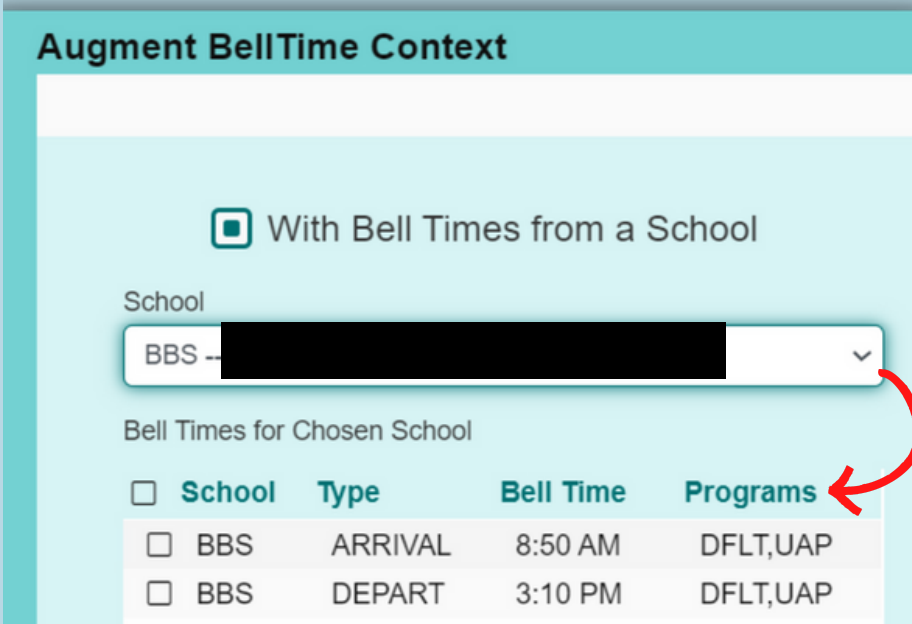 Augment BellTime Context
With Bell Times from a School
School
BBS --
Bell Times for Chosen School
School Type Bell Time Programs
BBS ARRIVAL 8:50 AM DFLT,UAP
BBS DEPART 3:10 PM DFLT,UAP